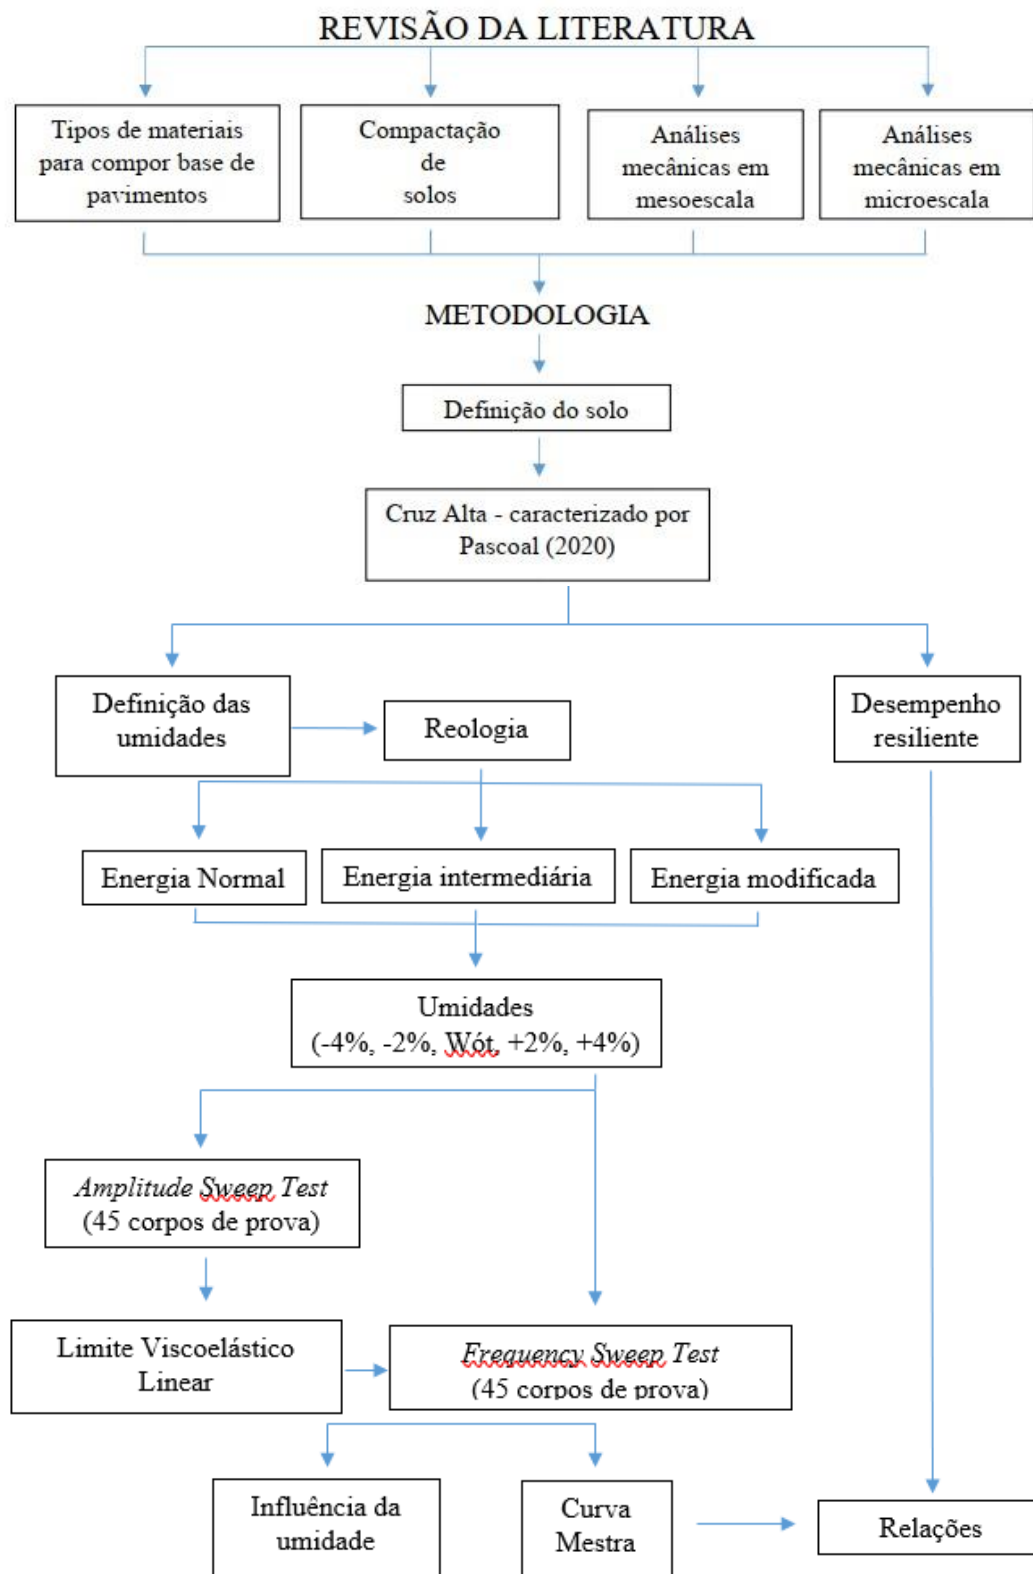 REVISÃO DA LITERATURA
Tipos de materiais
para compor base de
pavimentos
Compactação
de
solos
Análises
mecânicas em
mesoescala
Análises
mecânicas em
microescala
METODOLOGIA
Definição do solo
Cruz Alta - caracterizado por
Pascoal (2020)
Definição das
umidades
Reologia
Desempenho
resiliente
Energia Normal
Energia intermediária
Energia modificada
Umidades
(-4%, -2%, Wót, +2%, +4%)
Amplitude Sweep Test
(45 corpos de prova)
Limite Viscoelástico
Linear
Frequency Sweep Test
(45 corpos de prova)
Influência da
umidade
Curva
Mestra
Relações